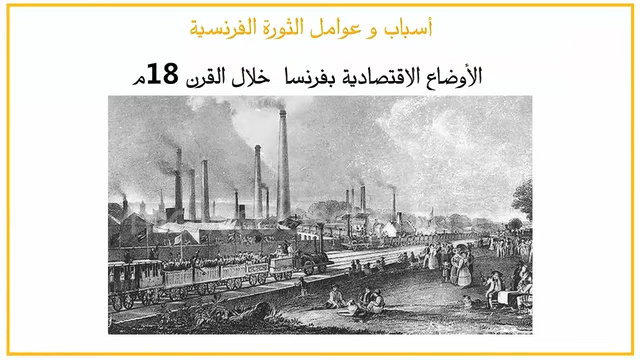 أسباب و عوامل الثورة الفرنسية
الأوضاع الاقتصادية بفرنسا خلال القرن 18م